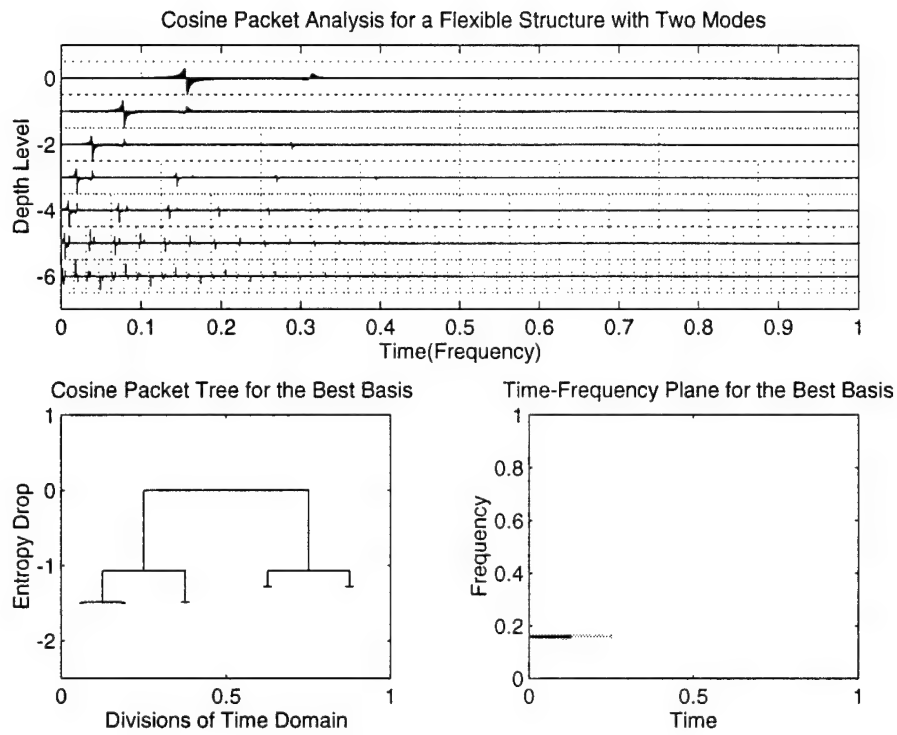 Cosine Packet Analysis for a Flexible Structure with Two Modes
Depth Level
0
-2
-4
-6
0 0.1 0.2 0.3 0.4 0.5 0.6 0.7 0.8 0.9 1
Time(Frequency)
Cosine Packet Tree for the Best Basis
Entropy Drop
1
0
-1
-2
0 0.5 1
Divisions of Time Domain
Time-Frequency Plane for the Best Basis
Frequency
1
0.8
0.6
0.4
0.2
0
0 0.5 1
Time